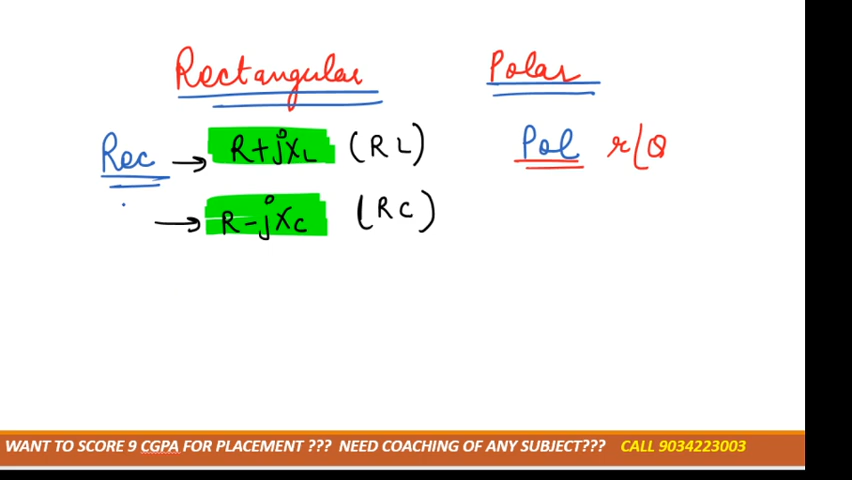 Rectangular Polar
Rec → R+jXL (RL) Pol r∠θ
→ R-jXC (RC)
WANT TO SCORE 9 CGPA FOR PLACEMENT ??? NEED COACHING OF ANY SUBJECT??? CALL 9034223003